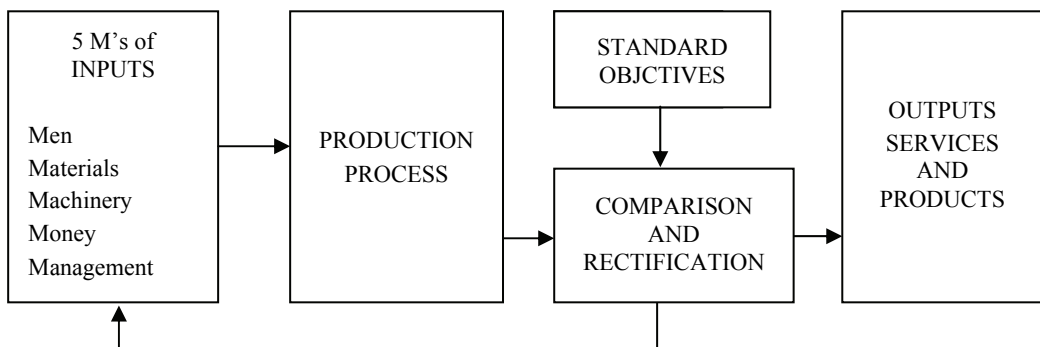 5 M’s of
INPUTS
Men
Materials
Machinery
Money
Management
PRODUCTION
PROCESS
STANDARD
OBJCTIVES
COMPARISON
AND
RECTIFICATION
OUTPUTS
SERVICES
AND
PRODUCTS